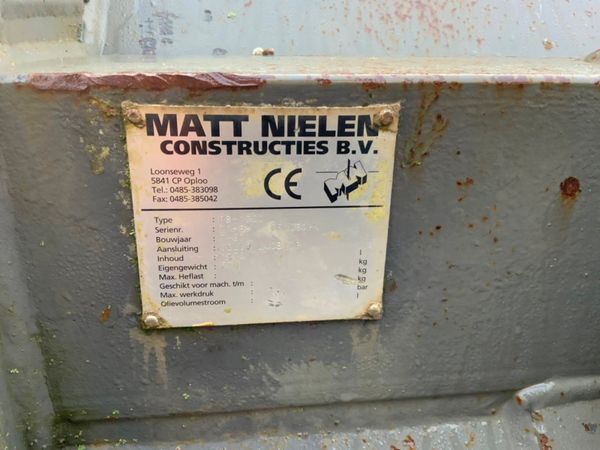 MATT NIELEN
CONSTRUCTIES B.V.
Loonseweg 1
5841 CP Oploo
Tel.: 0485-383098
Fax: 0485-385042
CE
Type :
Serienr. :
Bouwjaar :
Aansluiting :
Inhoud : l
Eigengewicht : kg
Max. Heflast : kg
Geschikt voor mach. t/m : kg
Max. werkdruk : bar
Olievolumestroom : l